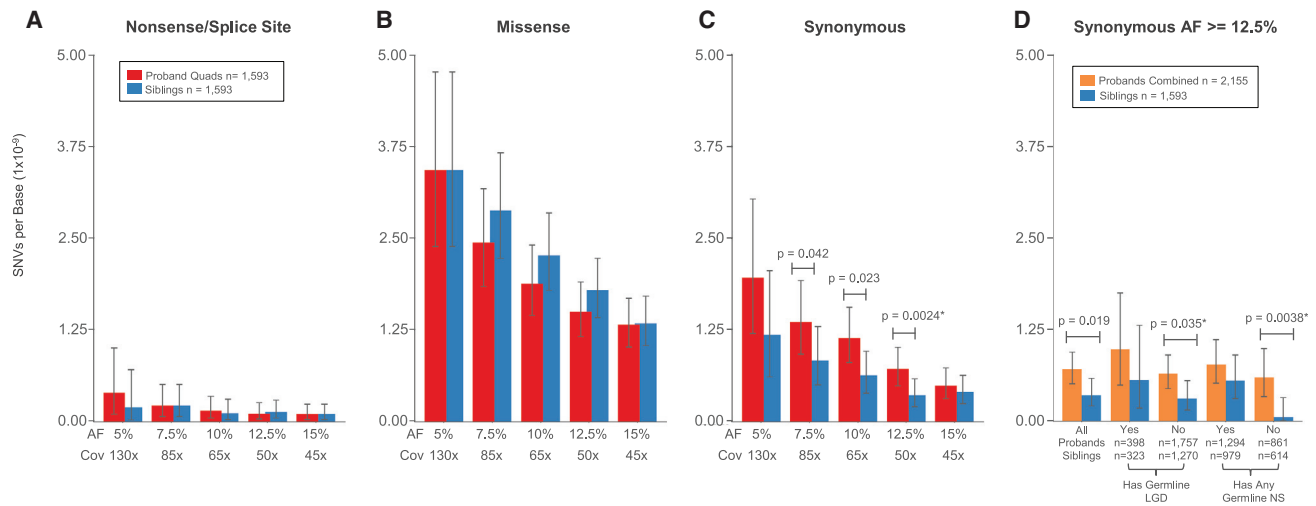 A
Nonsense/Splice Site
SNVs per Base (1x10⁻⁹)
5.00
3.75
2.50
1.25
0.00
Proband Quads n= 1,593
Siblings n = 1,593
AF 5% 7.5% 10% 12.5% 15%
Cov 130x 85x 65x 50x 45x
B
Missense
5.00
3.75
2.50
1.25
0.00
AF 5% 7.5% 10% 12.5% 15%
Cov 130x 85x 65x 50x 45x
C
Synonymous
5.00
3.75
2.50
1.25
0.00
p = 0.042
p = 0.023
p = 0.0024*
AF 5% 7.5% 10% 12.5% 15%
Cov 130x 85x 65x 50x 45x
D
Synonymous AF >= 12.5%
5.00
3.75
2.50
1.25
0.00
Probands Combined n = 2,155
Siblings n = 1,593
p = 0.019
p = 0.035*
p = 0.0038*
All Yes No Yes No
Probands n=398 n=1,757 n=1,294 n=861
Siblings n=323 n=1,270 n=979 n=614
Has Germline
LGD
Has Any
Germline NS